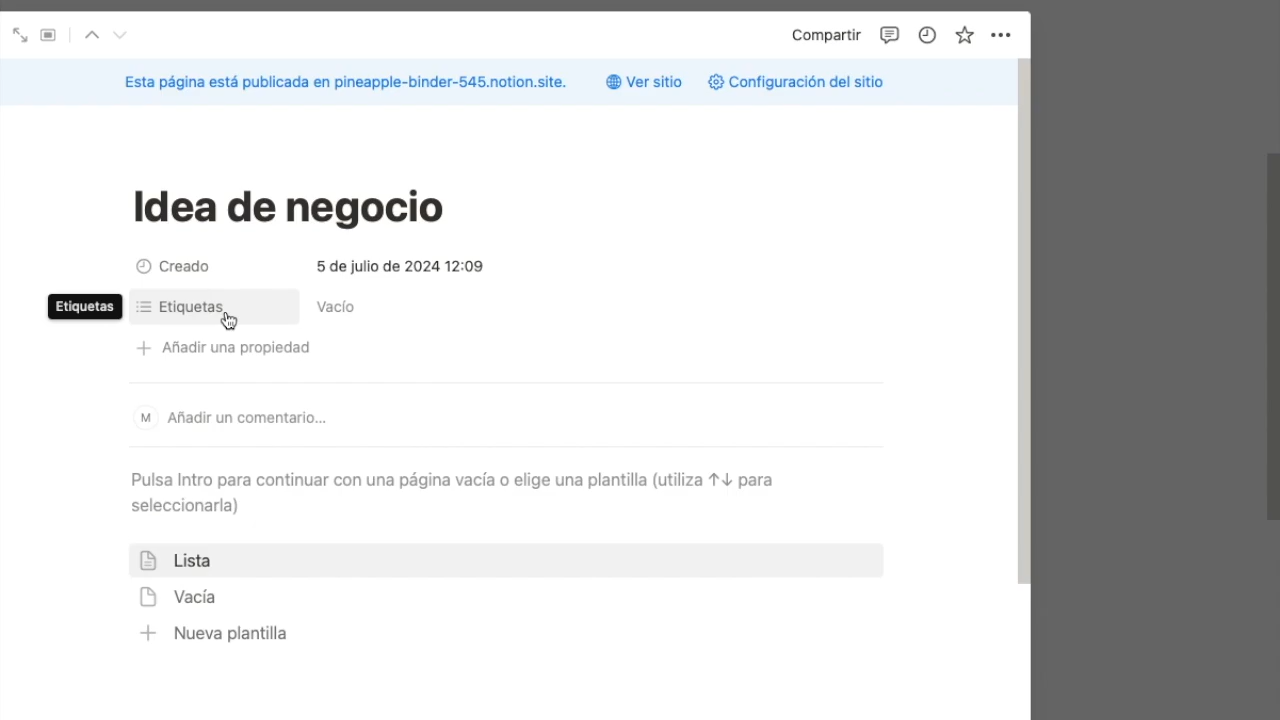 Compartir
Esta página está publicada en pineapple-binder-545.notion.site. Ver sitio Configuración del sitio
Idea de negocio
Creado 5 de julio de 2024 12:09
Etiquetas Etiquetas Vacío
Añadir una propiedad
M Añadir un comentario...
Pulsa Intro para continuar con una página vacía o elige una plantilla (utiliza ↑↓ para
seleccionarla)
Lista
Vacía
Nueva plantilla